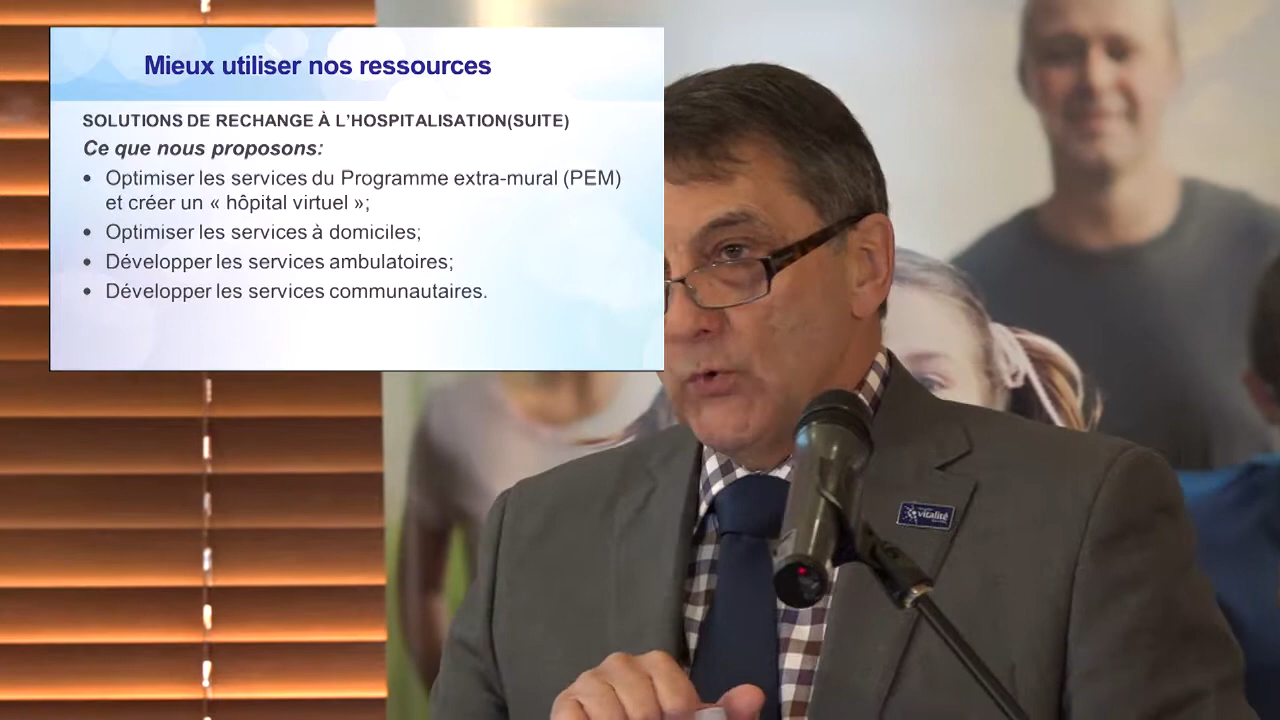 Mieux utiliser nos ressources
SOLUTIONS DE RECHANGE À L'HOSPITALISATION(SUITE)
Ce que nous proposons:
• Optimiser les services du Programme extra-mural (PEM)
et créer un « hôpital virtuel »;
• Optimiser les services à domiciles;
• Développer les services ambulatoires;
• Développer les services communautaires.
vitalité